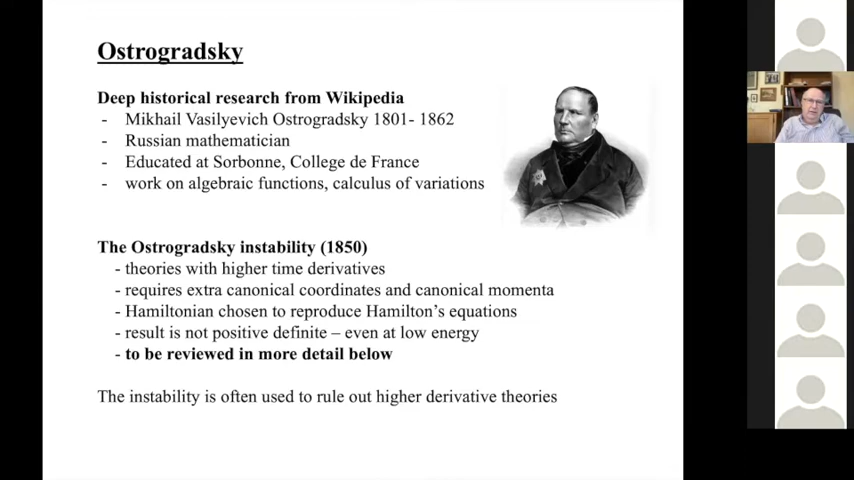 Ostrogradsky
Deep historical research from Wikipedia
- Mikhail Vasilyevich Ostrogradsky 1801- 1862
- Russian mathematician
- Educated at Sorbonne, College de France
- work on algebraic functions, calculus of variations
The Ostrogradsky instability (1850)
- theories with higher time derivatives
- requires extra canonical coordinates and canonical momenta
- Hamiltonian chosen to reproduce Hamilton's equations
- result is not positive definite – even at low energy
- to be reviewed in more detail below
The instability is often used to rule out higher derivative theories